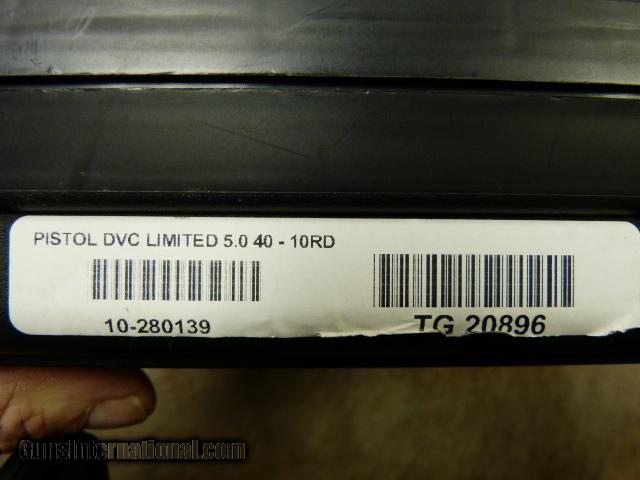 PISTOL DVC LIMITED 5.0 40 - 10RD
10-280139
TG 20896
GunsInternational.com